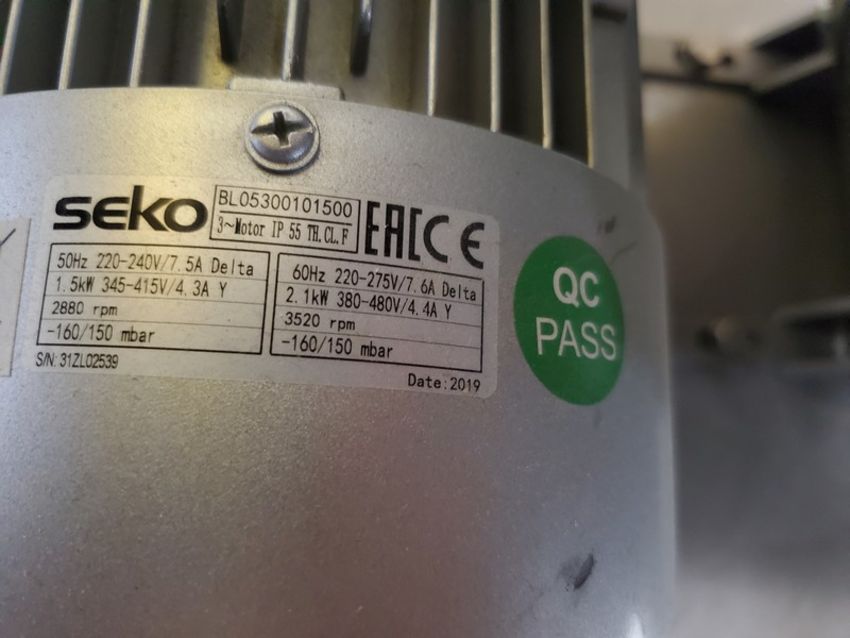 SEKO
BL05300101500
3~Motor IP 55 TH.CL.F
EAC CE
50Hz 220-240V/7.5A Delta
1.5kW 345-415V/4.3A Y
2880 rpm
-160/150 mbar
60Hz 220-275V/7.6A Delta
2.1kW 380-480V/4.4A Y
3520 rpm
-160/150 mbar
S/N: 31ZL02539
Date:2019
QC
PASS